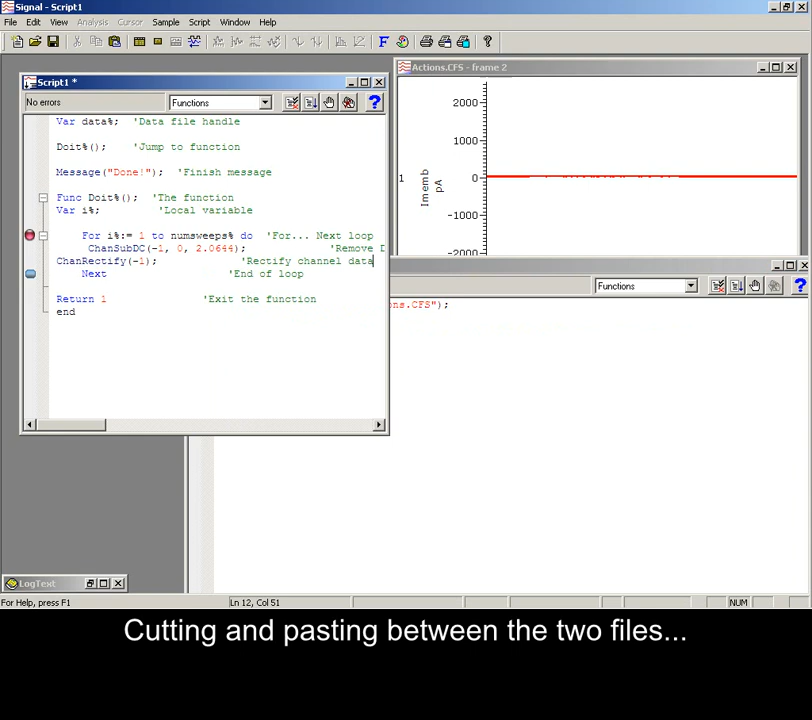 Signal - Script1
File Edit View Analysis Cursor Sample Script Window Help
Script1 *
No errors
Functions
Var data%; 'Data file handle
Doit%(); 'Jump to function
Message("Done!"); 'Finish message
Func Doit%(); 'The function
Var i%; 'Local variable
For i%:= 1 to numsweeps% do 'For... Next loop
ChanSubDC(-1, 0, 2.0644); 'Remove D
ChanRectify(-1); 'Rectify channel data
Next 'End of loop
Return 1 'Exit the function
end
Actions.CFS - frame 2
2000
1000
0
-1000
-2000
1
Imemb
pA
Functions
ns.CFS");
LogText
For Help, press F1
Ln 12, Col 51
NUM
Cutting and pasting between the two files...